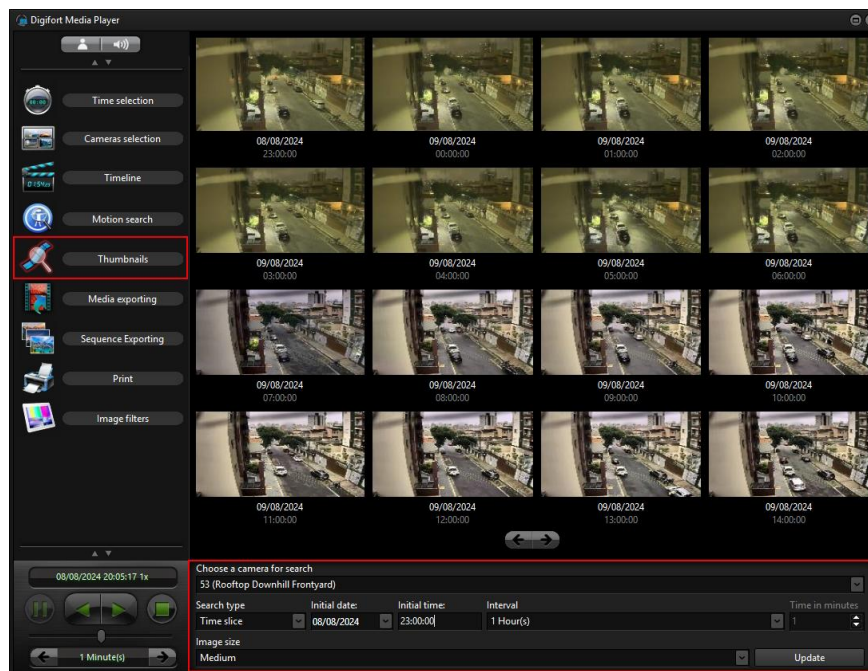 Digifort Media Player
Time selection
Cameras selection
Timeline
Motion search
Thumbnails
Media exporting
Sequence Exporting
Print
Image filters
08/08/2024 20:05:17 1x
1 Minute(s)
08/08/2024 09/08/2024 09/08/2024 09/08/2024
23:00:00 00:00:00 01:00:00 02:00:00
09/08/2024 09/08/2024 09/08/2024 09/08/2024
03:00:00 04:00:00 05:00:00 06:00:00
09/08/2024 09/08/2024 09/08/2024 09/08/2024
07:00:00 08:00:00 09:00:00 10:00:00
09/08/2024 09/08/2024 09/08/2024 09/08/2024
11:00:00 12:00:00 13:00:00 14:00:00
Choose a camera for search
53 (Rooftop Downhill Frontyard)
Search type Initial date: Initial time: Interval Time in minutes
Time slice 08/08/2024 23:00:00 1 Hour(s) 1
Image size
Medium Update